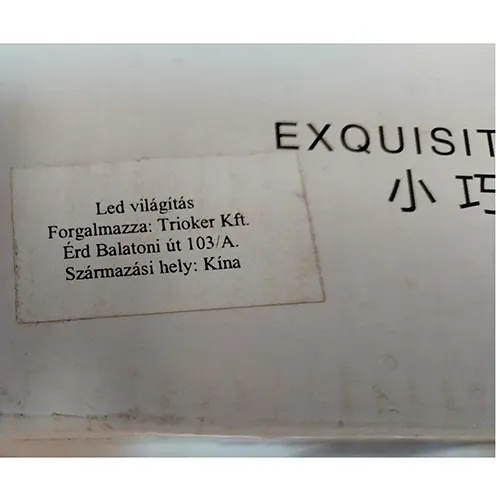 EXQUISIT
小巧
Led világítás
Forgalmazza: Trioker Kft.
Érd Balatoni út 103/A.
Származási hely: Kína